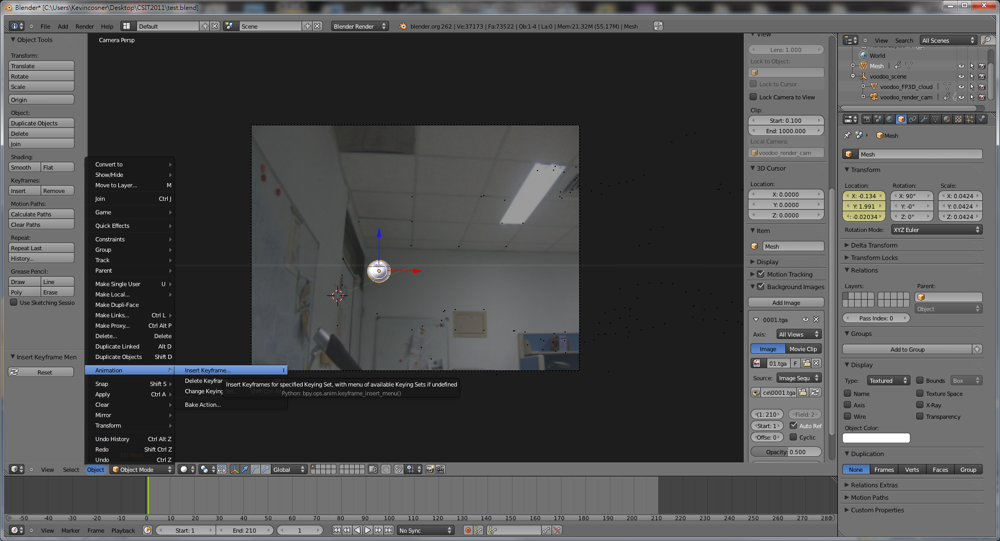 Blender* [C:\Users\Kevincosner\Desktop\CSIT2011\test.blend]
File Add Render Help Default Scene Blender Render blender.org 262 | Ve:37173 | Fa:73522 | Ob:1-4 | La:0 | Mem:21.32M (55.17M) | Mesh
Object Tools
Transform:
Translate
Rotate
Scale
Origin
Object:
Duplicate Objects
Delete
Join
Shading:
Smooth Flat
Keyframes:
Insert Remove
Motion Paths:
Calculate Paths
Clear Paths
Repeat:
Repeat Last
History...
Grease Pencil:
Draw Line
Poly Erase
Use Sketching Sessio
Insert Keyframe Men
Reset
Camera Persp
Convert to
Show/Hide
Move to Layer... M
Join Ctrl J
Game
Quick Effects
Constraints
Group
Track
Parent
Make Single User U
Make Local...
Make Dupli-Face
Make Links... Ctrl L
Make Proxy... Ctrl Alt P
Delete... Delete
Duplicate Linked Alt D
Duplicate Objects Shift D
Animation
Snap Shift S
Apply Ctrl A
Clear
Mirror
Transform
Undo History Ctrl Alt Z
Redo Shift Ctrl Z
Undo Ctrl Z
Insert Keyframe... I
Delete Keyfram
Change Keying
Bake Action...
Insert Keyframes for specified Keying Set, with menu of available Keying Sets if undefined
Python: bpy.ops.anim.keyframe_insert_menu()
View Select Object Object Mode Global
View
Lens: 1.000
Lock to Object:
Lock to Cursor
Lock Camera to View
Clip:
Start: 0.100
End: 1000.000
Local Camera:
voodoo_render_cam
3D Cursor
Location:
X: 0.0000
Y: 0.0000
Z: 0.0000
Item
Mesh
Display
Motion Tracking
Background Images
Add Image
0001.tga
Axis: All Views
Image Movie Clip
01.tga F
Source: Image Sequ
ce\0001.tga
(1: 210 Field: 2
Start: 1 Auto Ref
Offse: 0 Cyclic
Opacity: 0.500
View Search All Scenes
World
Mesh
voodoo_scene
voodoo_FP3D_cloud
voodoo_render_cam
Mesh
Mesh
Transform
Location: Rotation: Scale:
X: -0.134 X: 90° X: 0.0424
Y: 1.991 Y: -0° Y: 0.0424
: -0.02034 Z: 0° Z: 0.0424
Rotation Mode: XYZ Euler
Delta Transform
Transform Locks
Relations
Layers: Parent:
Object
Pass Index: 0
Groups
Add to Group
Display
Type: Textured Bounds Box
Name Texture Space
Axis X-Ray
Wire Transparency
Object Color:
Duplication
None Frames Verts Faces Group
Relations Extras
Motion Paths
Custom Properties
-50 -40 -30 -20 -10 0 10 20 30 40 50 60 70 80 90 100 110 120 130 140 150 160 170 180 190 200 210 220 230 240 250 260 270 280
View Marker Frame Playback Start: 1 End: 210 1 No Sync